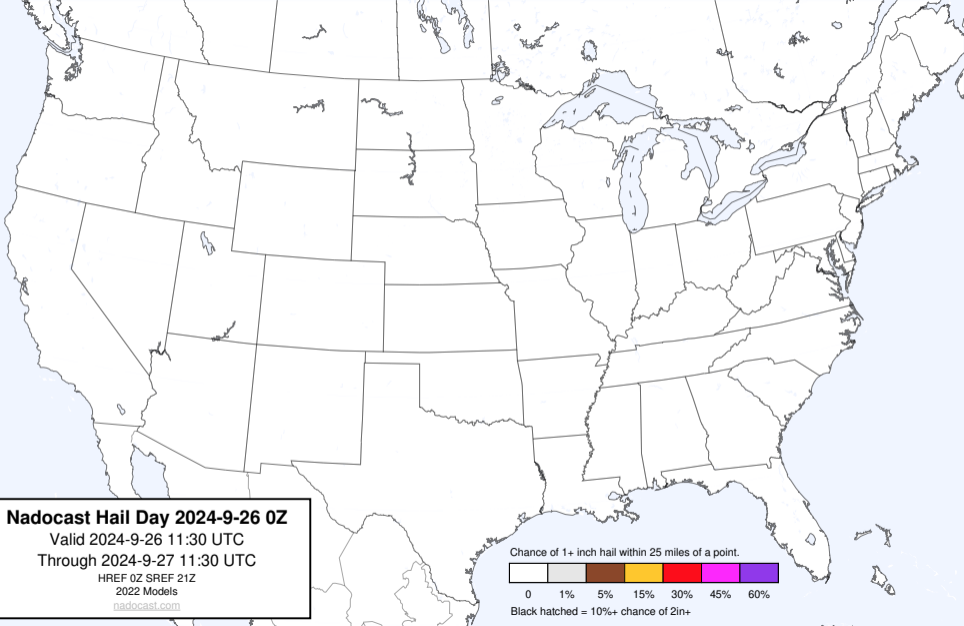 Nadocast Hail Day 2024-9-26 0Z
Valid 2024-9-26 11:30 UTC
Through 2024-9-27 11:30 UTC
HREF 0Z SREF 21Z
2022 Models
nadocast.com
Chance of 1+ inch hail within 25 miles of a point.
0 1% 5% 15% 30% 45% 60%
Black hatched = 10%+ chance of 2in+